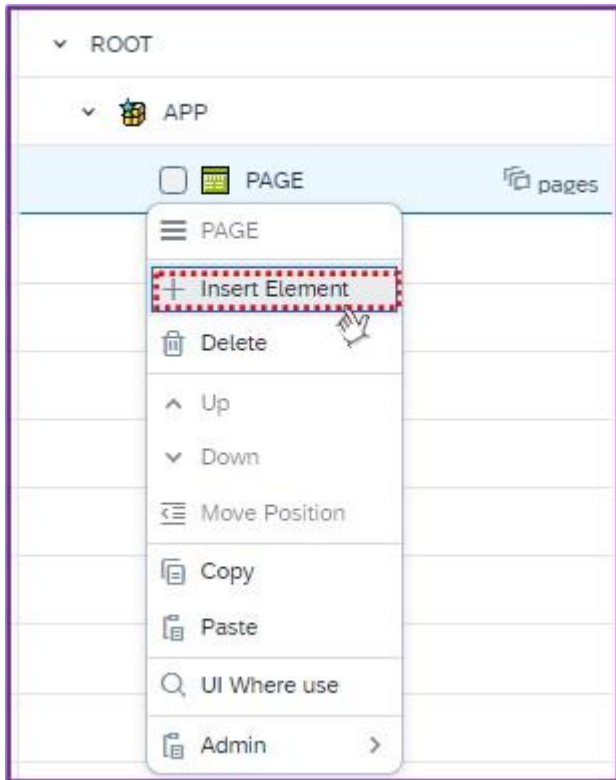 ROOT
APP
PAGE pages
PAGE
Insert Element
Delete
Up
Down
Move Position
Copy
Paste
UI Where use
Admin